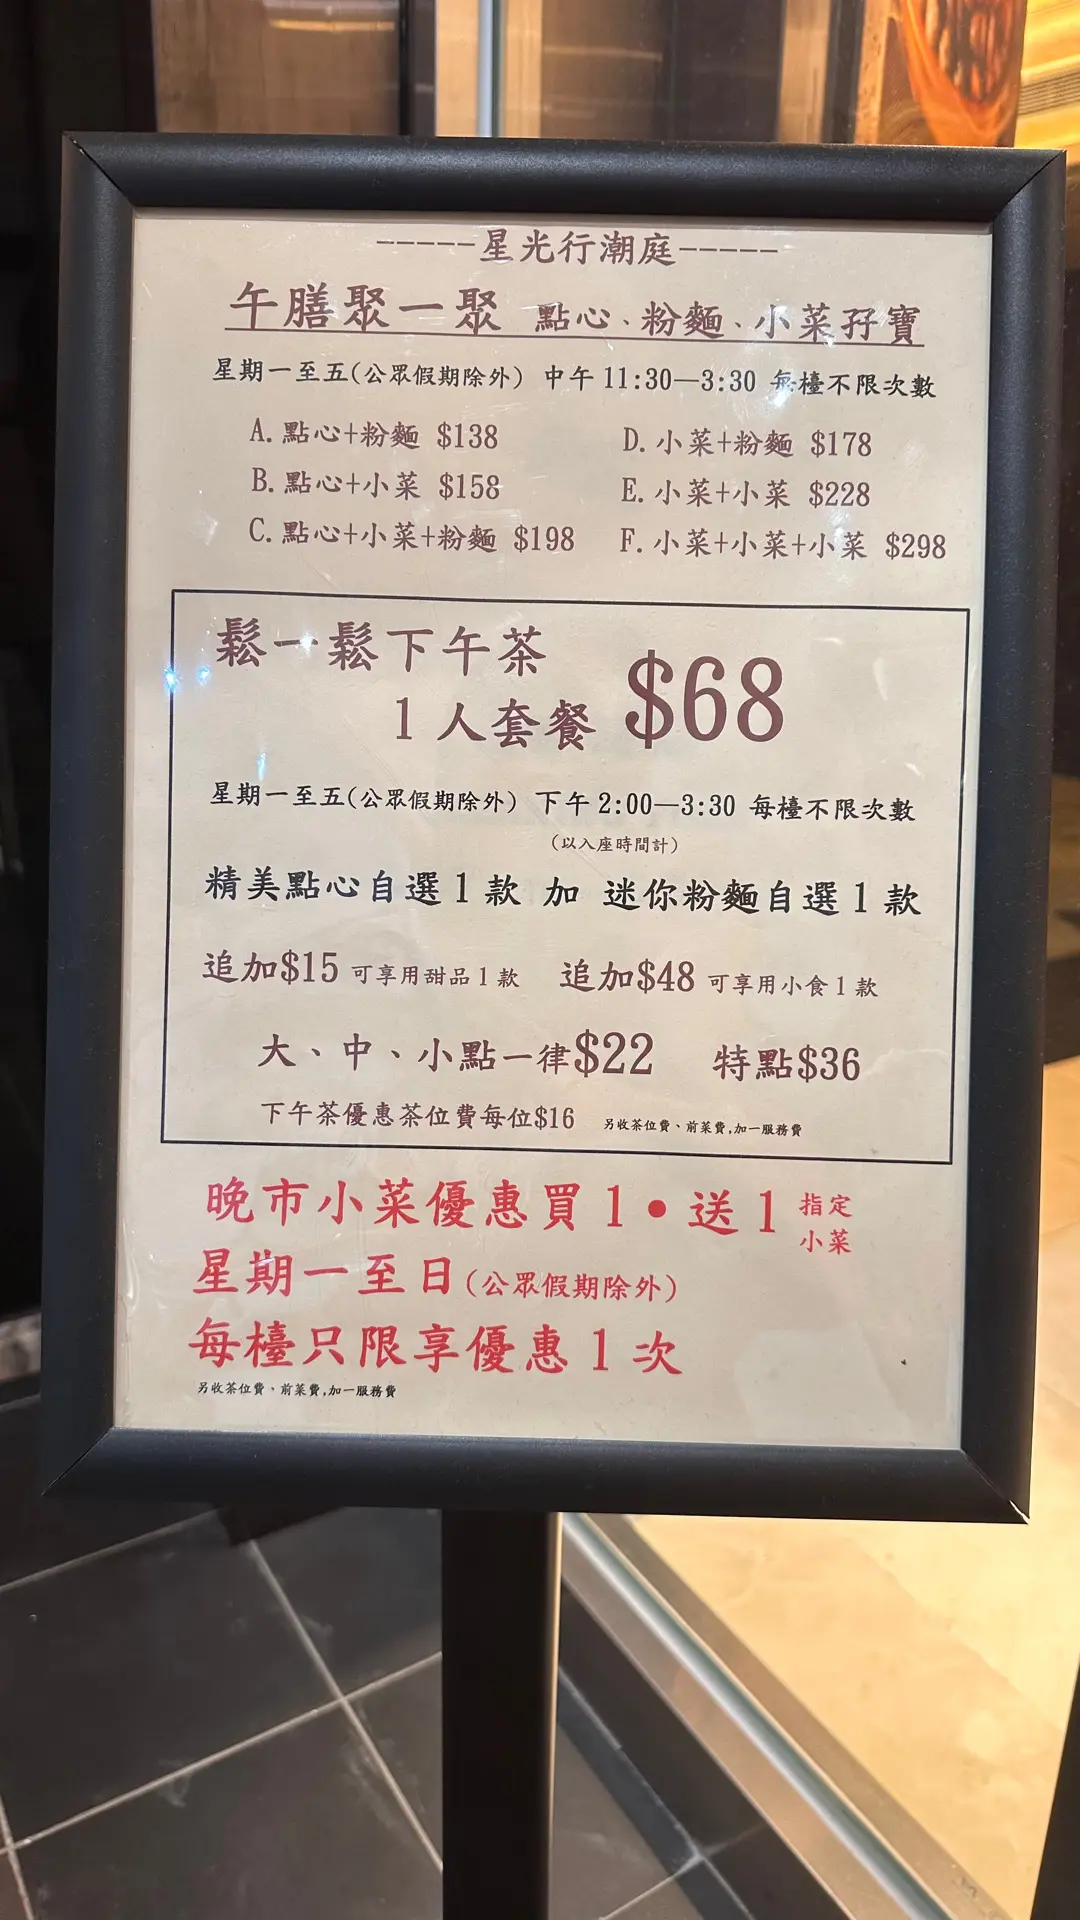 -----星光行潮庭-----
午膳聚一聚 點心、粉麵、小菜孖寶
星期一至五(公眾假期除外) 中午11:30—3:30 每檯不限次數
A. 點心+粉麵 $138 D. 小菜+粉麵 $178
B. 點心+小菜 $158 E. 小菜+小菜 $228
C. 點心+小菜+粉麵 $198 F. 小菜+小菜+小菜 $298
鬆一鬆下午茶
1人套餐 $68
星期一至五(公眾假期除外) 下午2:00—3:30 每檯不限次數
(以入座時間計)
精美點心自選1款 加 迷你粉麵自選1款
追加$15 可享用甜品1款 追加$48 可享用小食1款
大、中、小點一律$22 特點$36
下午茶優惠茶位費每位$16 另收茶位費、前菜費,加一服務費
晚市小菜優惠買1•送1 指定
小菜
星期一至日(公眾假期除外)
每檯只限享優惠1次
另收茶位費、前菜費,加一服務費